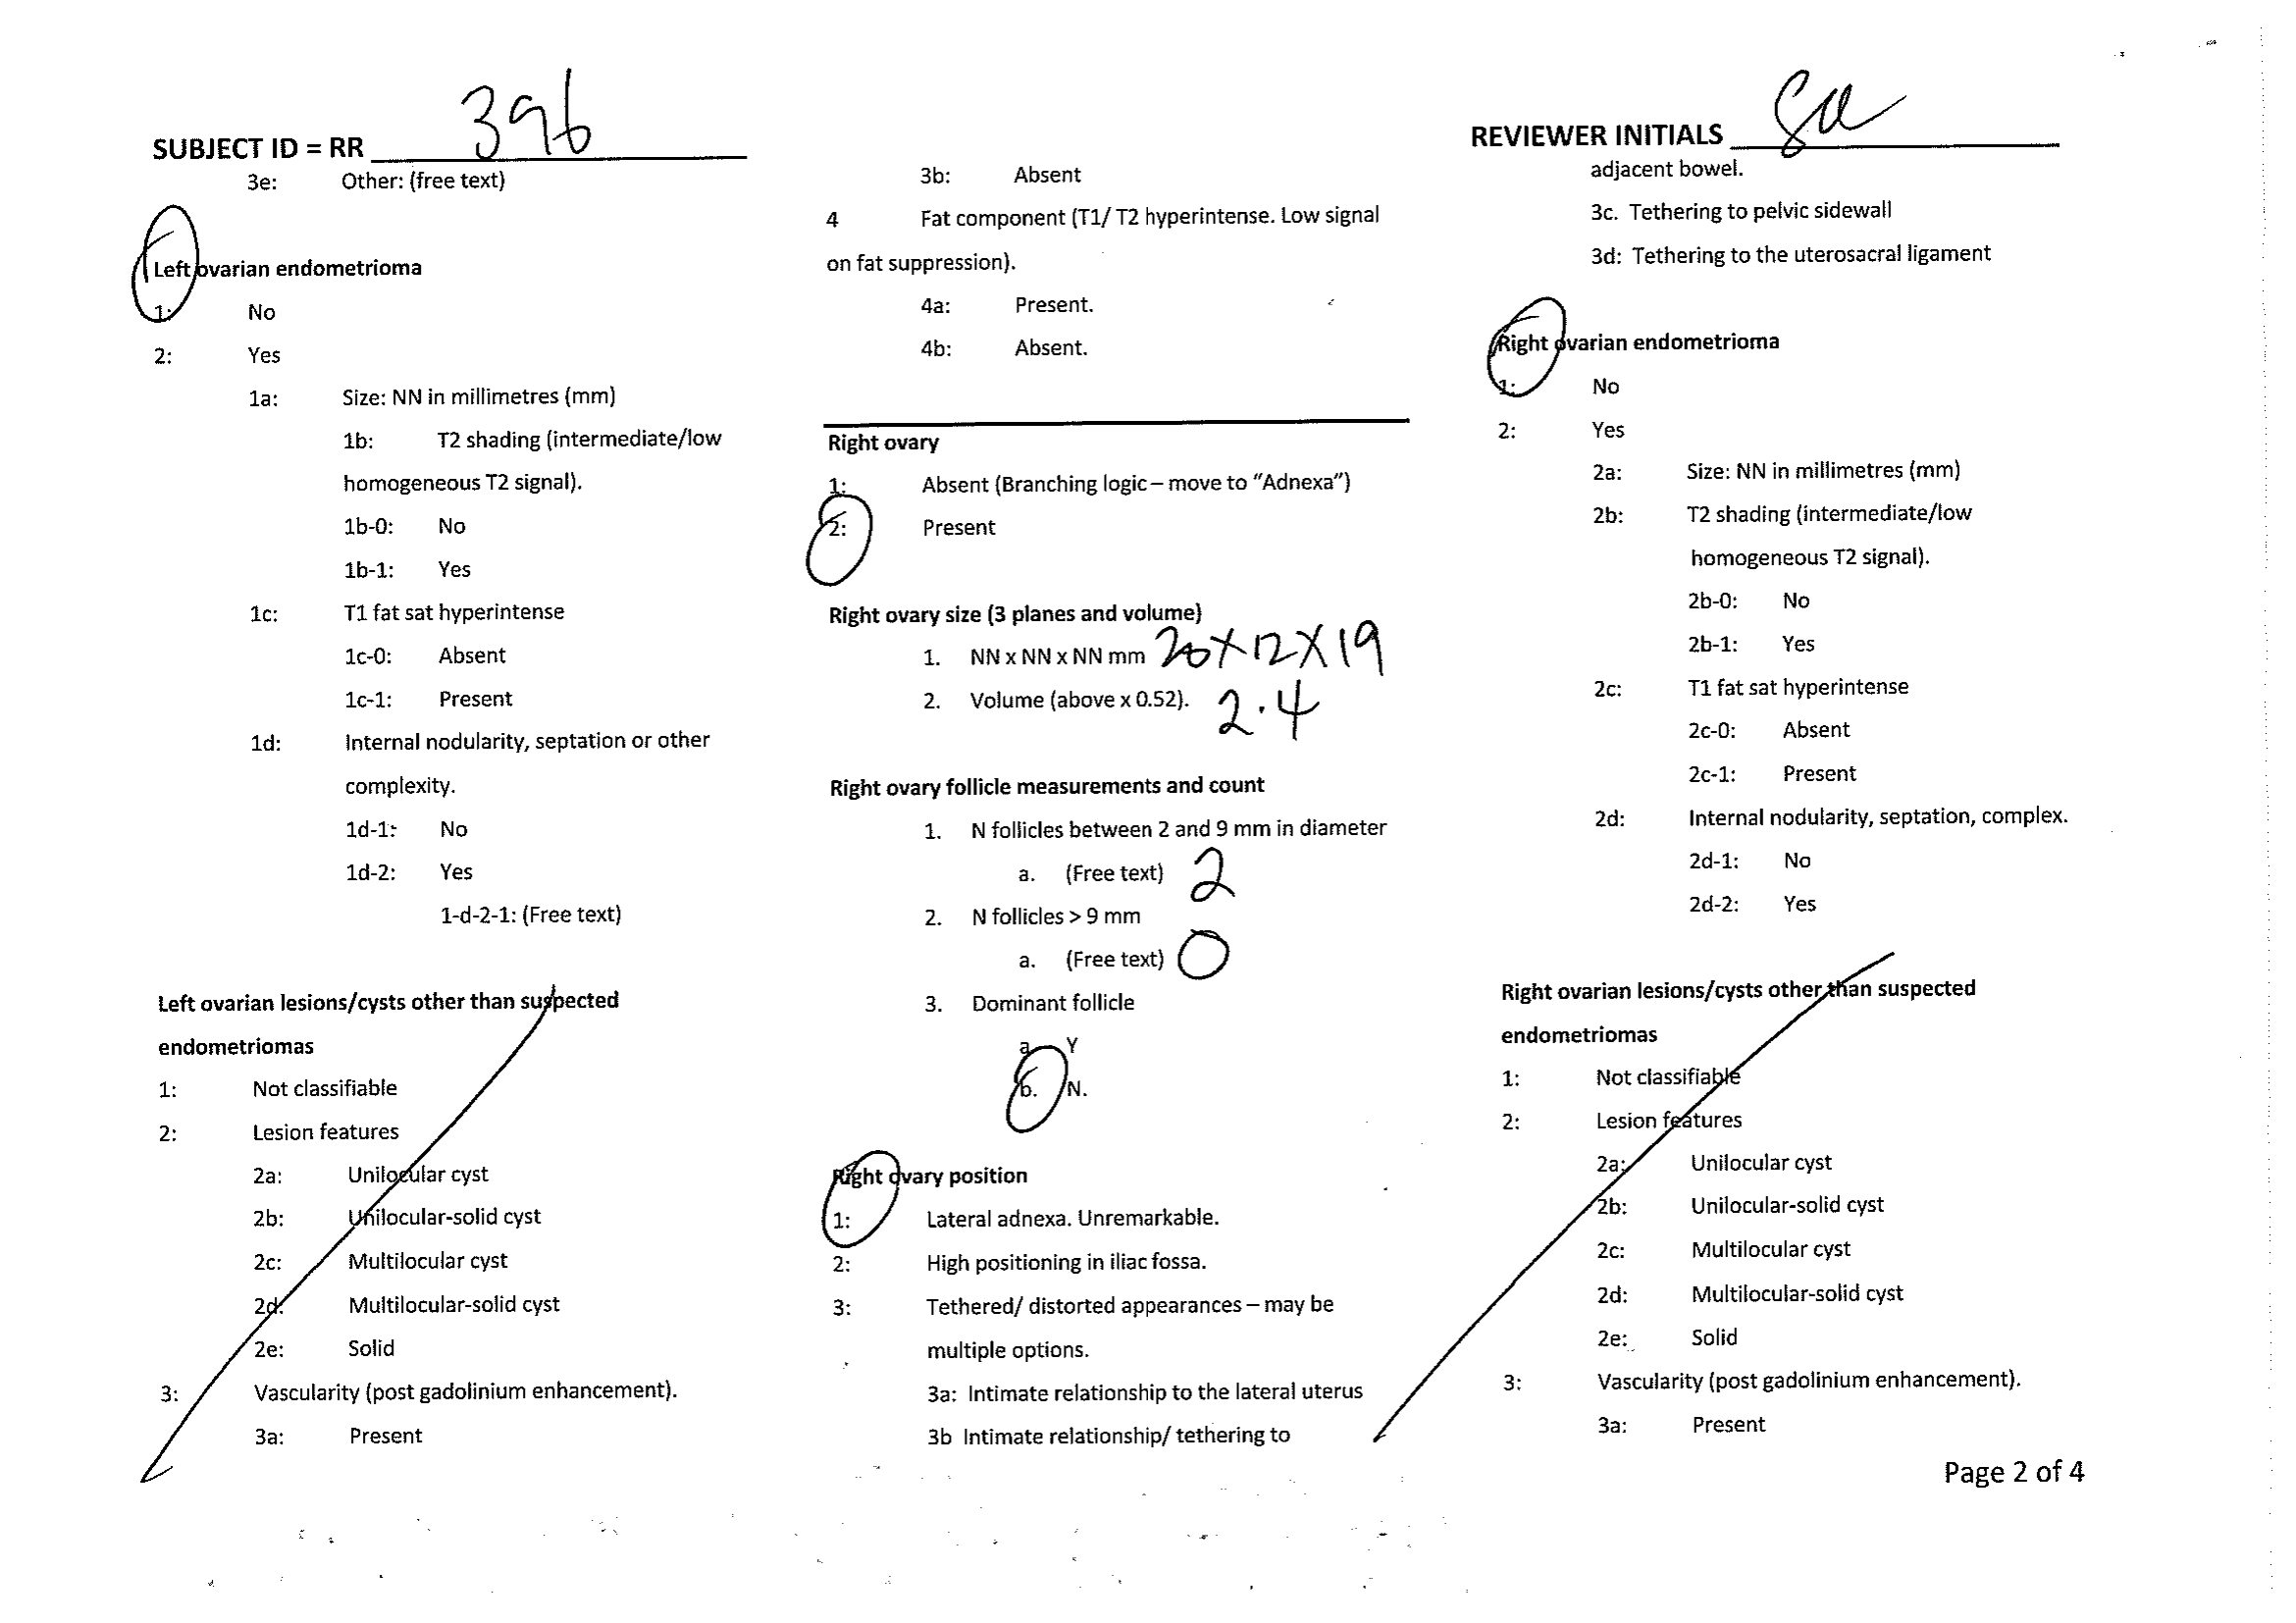 SUBJECT ID = RR 396
3e: Other: (free text)
Left ovarian endometrioma
1: No
2: Yes
1a: Size: NN in millimetres (mm)
1b: T2 shading (intermediate/low
homogeneous T2 signal).
1b-0: No
1b-1: Yes
1c: T1 fat sat hyperintense
1c-0: Absent
1c-1: Present
1d: Internal nodularity, septation or other
complexity.
1d-1: No
1d-2: Yes
1-d-2-1: (Free text)
Left ovarian lesions/cysts other than suspected
endometriomas
1: Not classifiable
2: Lesion features
2a: Unilocular cyst
2b: Unilocular-solid cyst
2c: Multilocular cyst
2d: Multilocular-solid cyst
2e: Solid
3: Vascularity (post gadolinium enhancement).
3a: Present
3b: Absent
4 Fat component (T1/ T2 hyperintense. Low signal
on fat suppression).
4a: Present.
4b: Absent.
Right ovary
1: Absent (Branching logic – move to “Adnexa”)
2: Present
Right ovary size (3 planes and volume)
1. NN x NN x NN mm 20X12X19
2. Volume (above x 0.52). 2.4
Right ovary follicle measurements and count
1. N follicles between 2 and 9 mm in diameter
a. (Free text) 2
2. N follicles > 9 mm
a. (Free text) 0
3. Dominant follicle
a. Y
b. N.
Right ovary position
1: Lateral adnexa. Unremarkable.
2: High positioning in iliac fossa.
3: Tethered/ distorted appearances – may be
multiple options.
3a: Intimate relationship to the lateral uterus
3b Intimate relationship/ tethering to
REVIEWER INITIALS
adjacent bowel.
3c. Tethering to pelvic sidewall
3d: Tethering to the uterosacral ligament
Right ovarian endometrioma
1: No
2: Yes
2a: Size: NN in millimetres (mm)
2b: T2 shading (intermediate/low
homogeneous T2 signal).
2b-0: No
2b-1: Yes
2c: T1 fat sat hyperintense
2c-0: Absent
2c-1: Present
2d: Internal nodularity, septation, complex.
2d-1: No
2d-2: Yes
Right ovarian lesions/cysts other than suspected
endometriomas
1: Not classifiable
2: Lesion features
2a: Unilocular cyst
2b: Unilocular-solid cyst
2c: Multilocular cyst
2d: Multilocular-solid cyst
2e: Solid
3: Vascularity (post gadolinium enhancement).
3a: Present
Page 2 of 4